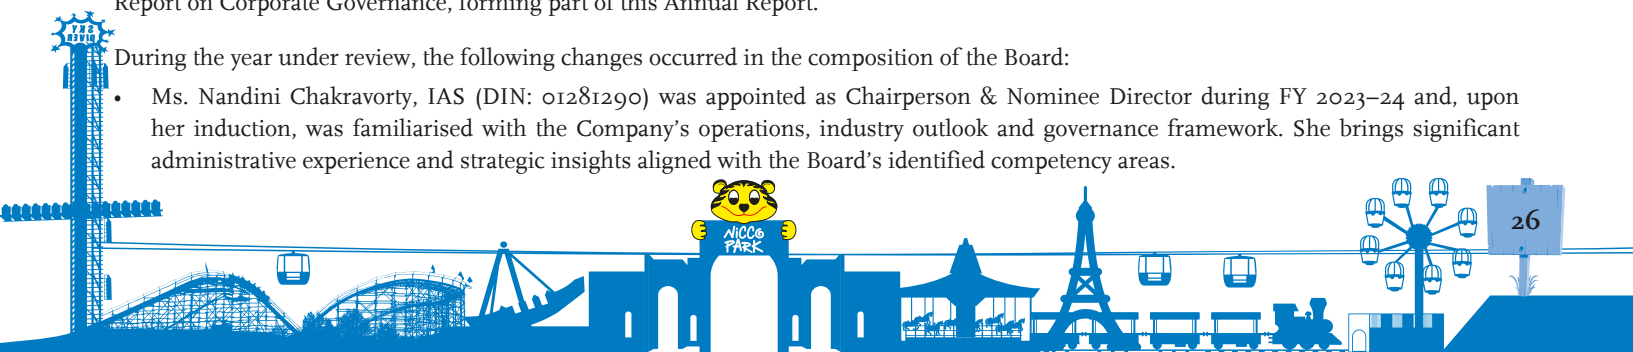 Report on Corporate Governance, forming part of this Annual Report.
During the year under review, the following changes occurred in the composition of the Board:
• Ms. Nandini Chakravorty, IAS (DIN: 01281290) was appointed as Chairperson & Nominee Director during FY 2023–24 and, upon
her induction, was familiarised with the Company's operations, industry outlook and governance framework. She brings significant
administrative experience and strategic insights aligned with the Board's identified competency areas.
SKY
DIVER
NICCO
PARK
26